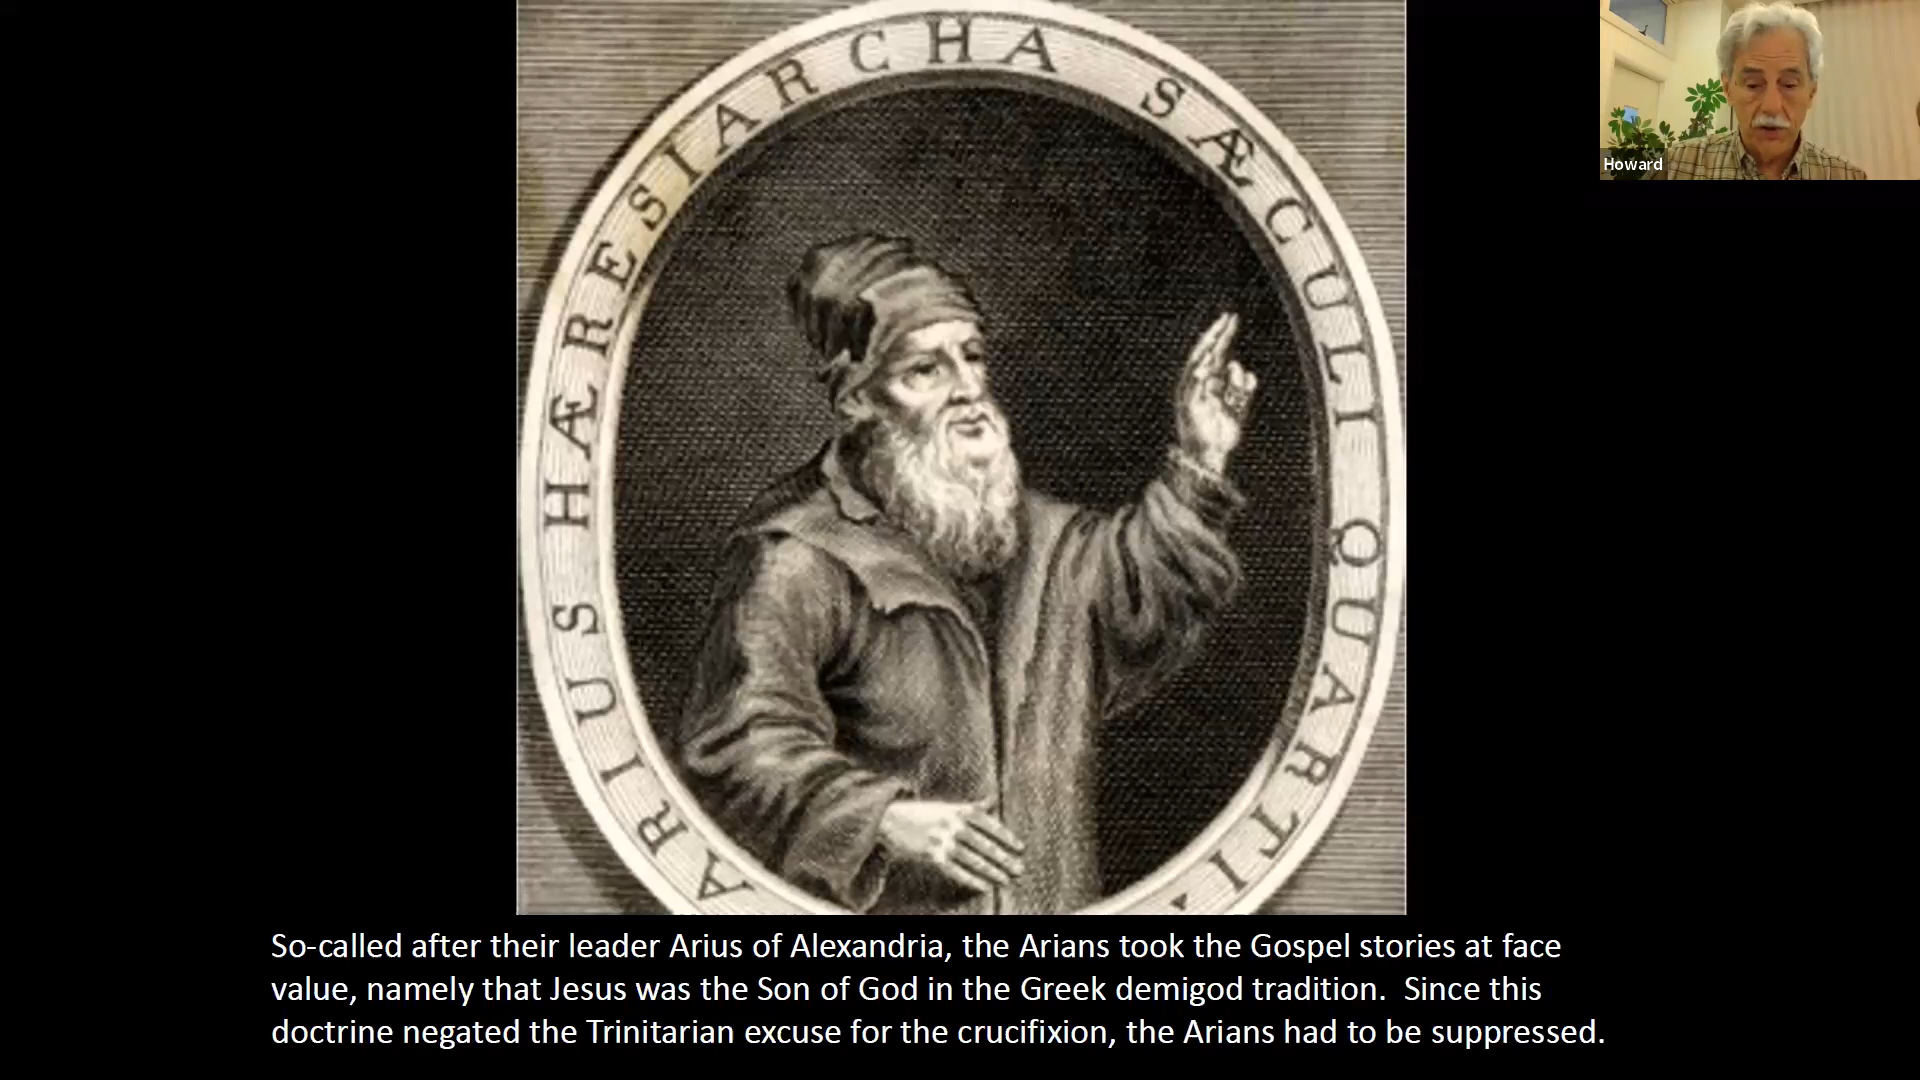 ARIUS HÆRESIARCHA SÆCULI QUARTI.
Howard
So-called after their leader Arius of Alexandria, the Arians took the Gospel stories at face
value, namely that Jesus was the Son of God in the Greek demigod tradition.  Since this
doctrine negated the Trinitarian excuse for the crucifixion, the Arians had to be suppressed.